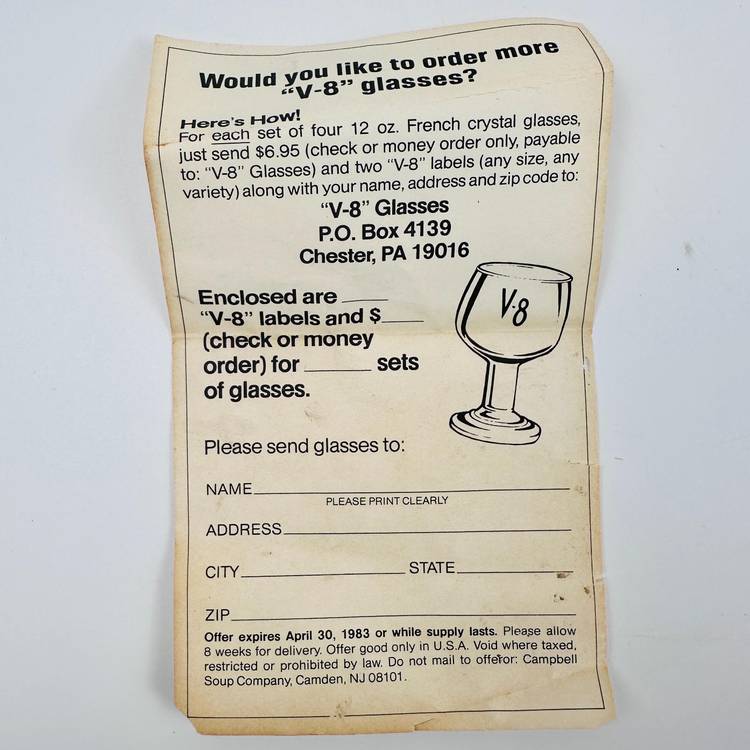 Would you like to order more
"V-8" glasses?
Here's How!
For each set of four 12 oz. French crystal glasses,
just send $6.95 (check or money order only, payable
to: "V-8" Glasses) and two "V-8" labels (any size, any
variety) along with your name, address and zip code to:
"V-8" Glasses
P.O. Box 4139
Chester, PA 19016
Enclosed are ____
"V-8" labels and $____
(check or money
order) for ____ sets
of glasses.
V·8
Please send glasses to:
NAME____
PLEASE PRINT CLEARLY
ADDRESS____
CITY____ STATE____
ZIP____
Offer expires April 30, 1983 or while supply lasts. Please allow
8 weeks for delivery. Offer good only in U.S.A. Void where taxed,
restricted or prohibited by law. Do not mail to offeror: Campbell
Soup Company, Camden, NJ 08101.